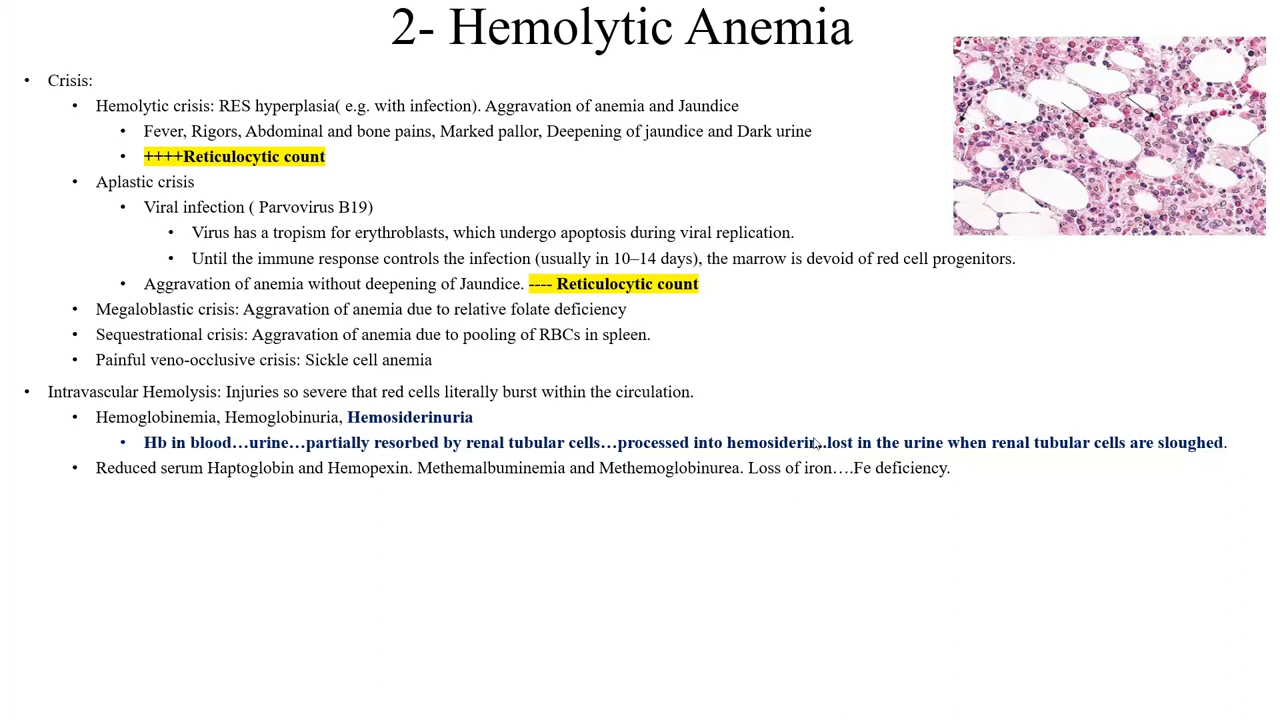 2- Hemolytic Anemia
• Crisis:
• Hemolytic crisis: RES hyperplasia( e.g. with infection). Aggravation of anemia and Jaundice
• Fever, Rigors, Abdominal and bone pains, Marked pallor, Deepening of jaundice and Dark urine
• ++++Reticulocytic count
• Aplastic crisis
• Viral infection ( Parvovirus B19)
• Virus has a tropism for erythroblasts, which undergo apoptosis during viral replication.
• Until the immune response controls the infection (usually in 10–14 days), the marrow is devoid of red cell progenitors.
• Aggravation of anemia without deepening of Jaundice. ---- Reticulocytic count
• Megaloblastic crisis: Aggravation of anemia due to relative folate deficiency
• Sequestrational crisis: Aggravation of anemia due to pooling of RBCs in spleen.
• Painful veno-occlusive crisis: Sickle cell anemia
• Intravascular Hemolysis: Injuries so severe that red cells literally burst within the circulation.
• Hemoglobinemia, Hemoglobinuria, Hemosiderinuria
• Hb in blood…urine…partially resorbed by renal tubular cells…processed into hemosiderin…lost in the urine when renal tubular cells are sloughed.
• Reduced serum Haptoglobin and Hemopexin. Methemalbuminemia and Methemoglobinurea. Loss of iron….Fe deficiency.